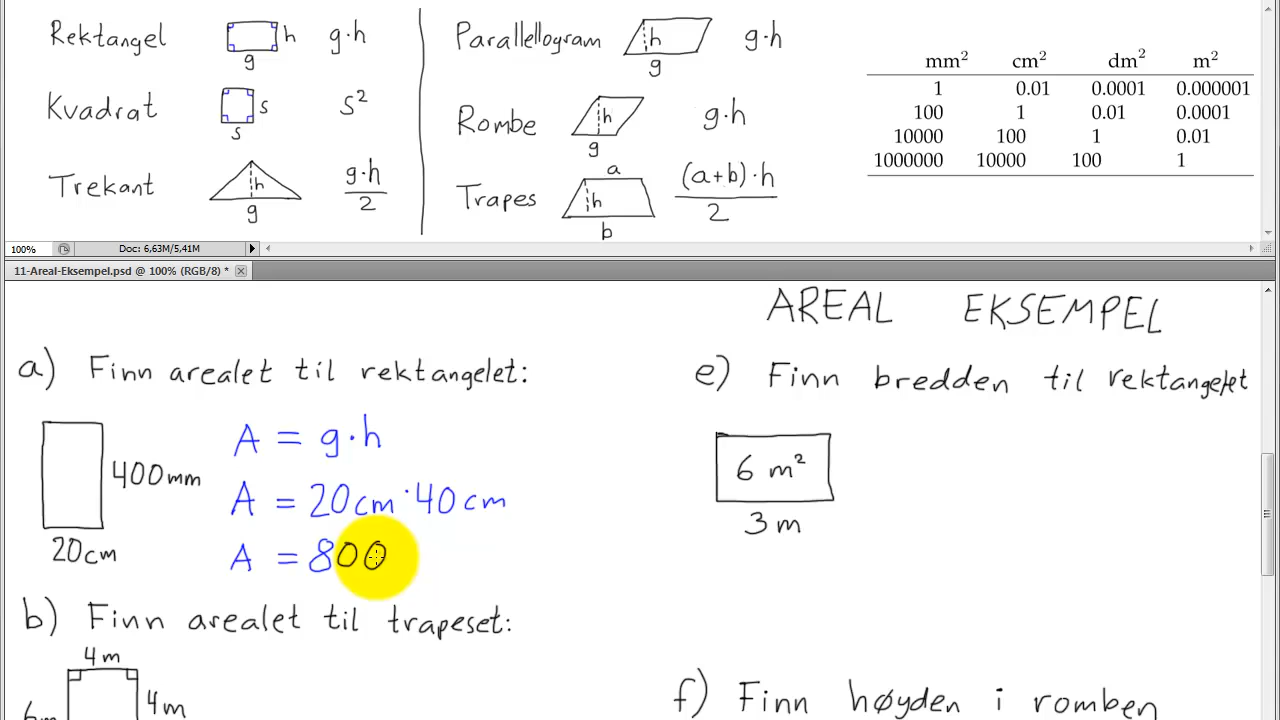 Rektangel h g g·h
Kvadrat s s s²
Trekant h g g·h/2
Parallellogram h g g·h
Rombe h g g·h
Trapes a h b (a+b)·h/2
mm² cm² dm² m²
1 0.01 0.0001 0.000001
100 1 0.01 0.0001
10000 100 1 0.01
1000000 10000 100 1
100% Doc: 6,63M/5,41M
11-Areal-Eksempel.psd @ 100% (RGB/8) *
AREAL EKSEMPEL
a) Finn arealet til rektangelet:
400mm
20cm
A = g·h
A = 20cm·40cm
A = 800
b) Finn arealet til trapeset:
4m
4m
e) Finn bredden til rektangelet
6 m²
3m
f) Finn høyden i romben